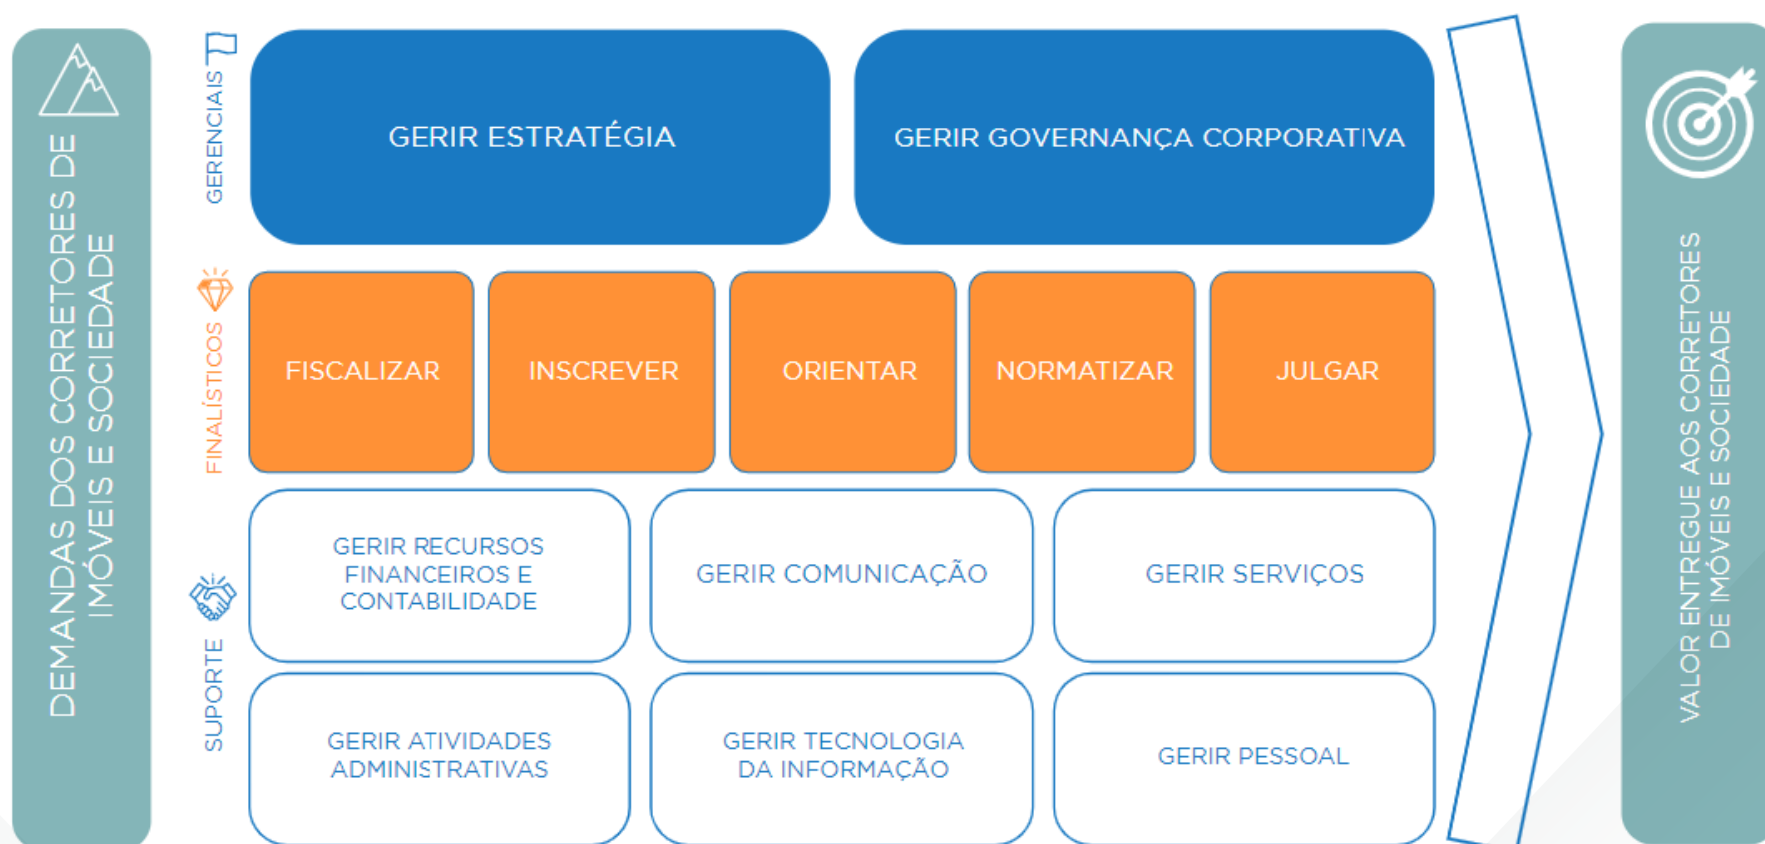 DEMANDAS DOS CORRETORES DE
IMÓVEIS E SOCIEDADE
GERENCIAIS
GERIR ESTRATÉGIA
GERIR GOVERNANÇA CORPORATIVA
FINALÍSTICOS
FISCALIZAR
INSCREVER
ORIENTAR
NORMATIZAR
JULGAR
SUPORTE
GERIR RECURSOS
FINANCEIROS E
CONTABILIDADE
GERIR COMUNICAÇÃO
GERIR SERVIÇOS
GERIR ATIVIDADES
ADMINISTRATIVAS
GERIR TECNOLOGIA
DA INFORMAÇÃO
GERIR PESSOAL
VALOR ENTREGUE AOS CORRETORES
DE IMÓVEIS E SOCIEDADE